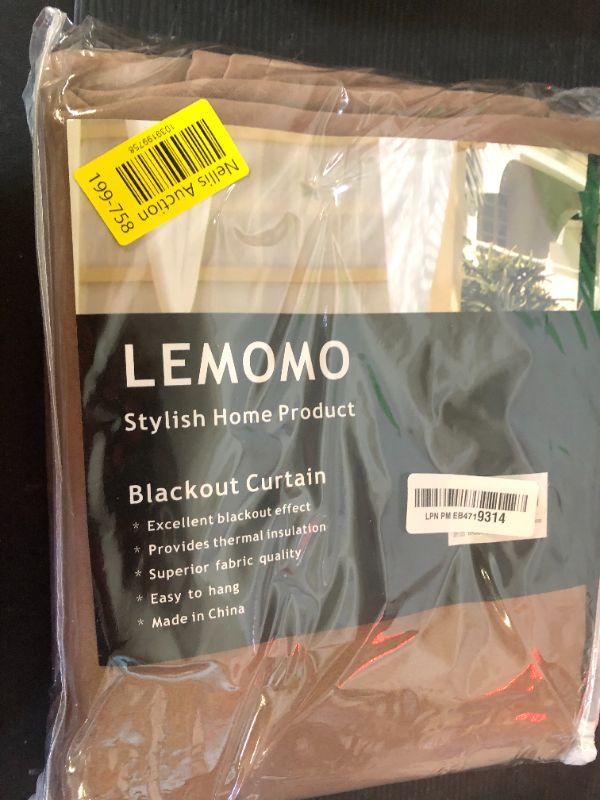 Nellis Auction
1039199758
199-758
LEMOMO
Stylish Home Product
Blackout Curtain
* Excellent blackout effect
* Provides thermal insulation
* Superior fabric quality
* Easy to hang
* Made in China
LPN PM EB4719314